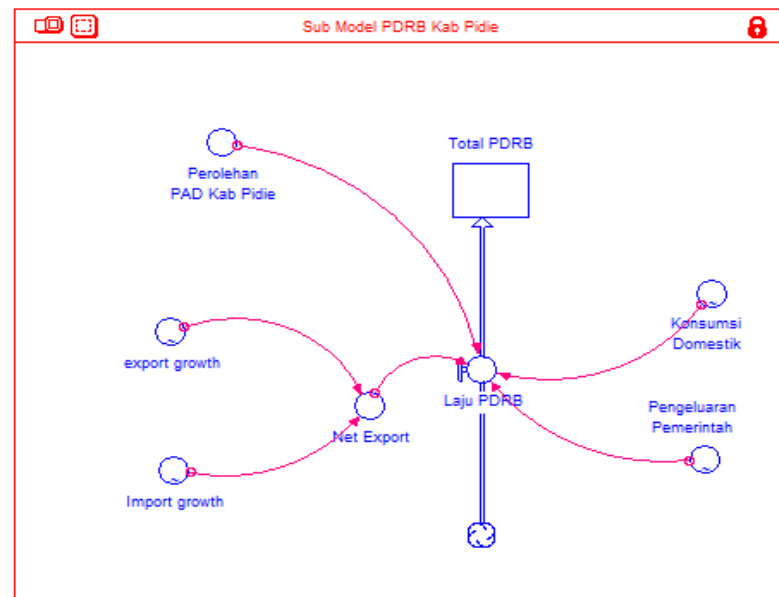 Sub Model PDRB Kab Pidie
Total PDRB
Perolehan
PAD Kab Pidie
Konsumsi
Domestik
export growth
Laju PDRB
Pengeluaran
Pemerintah
Net Export
Import growth